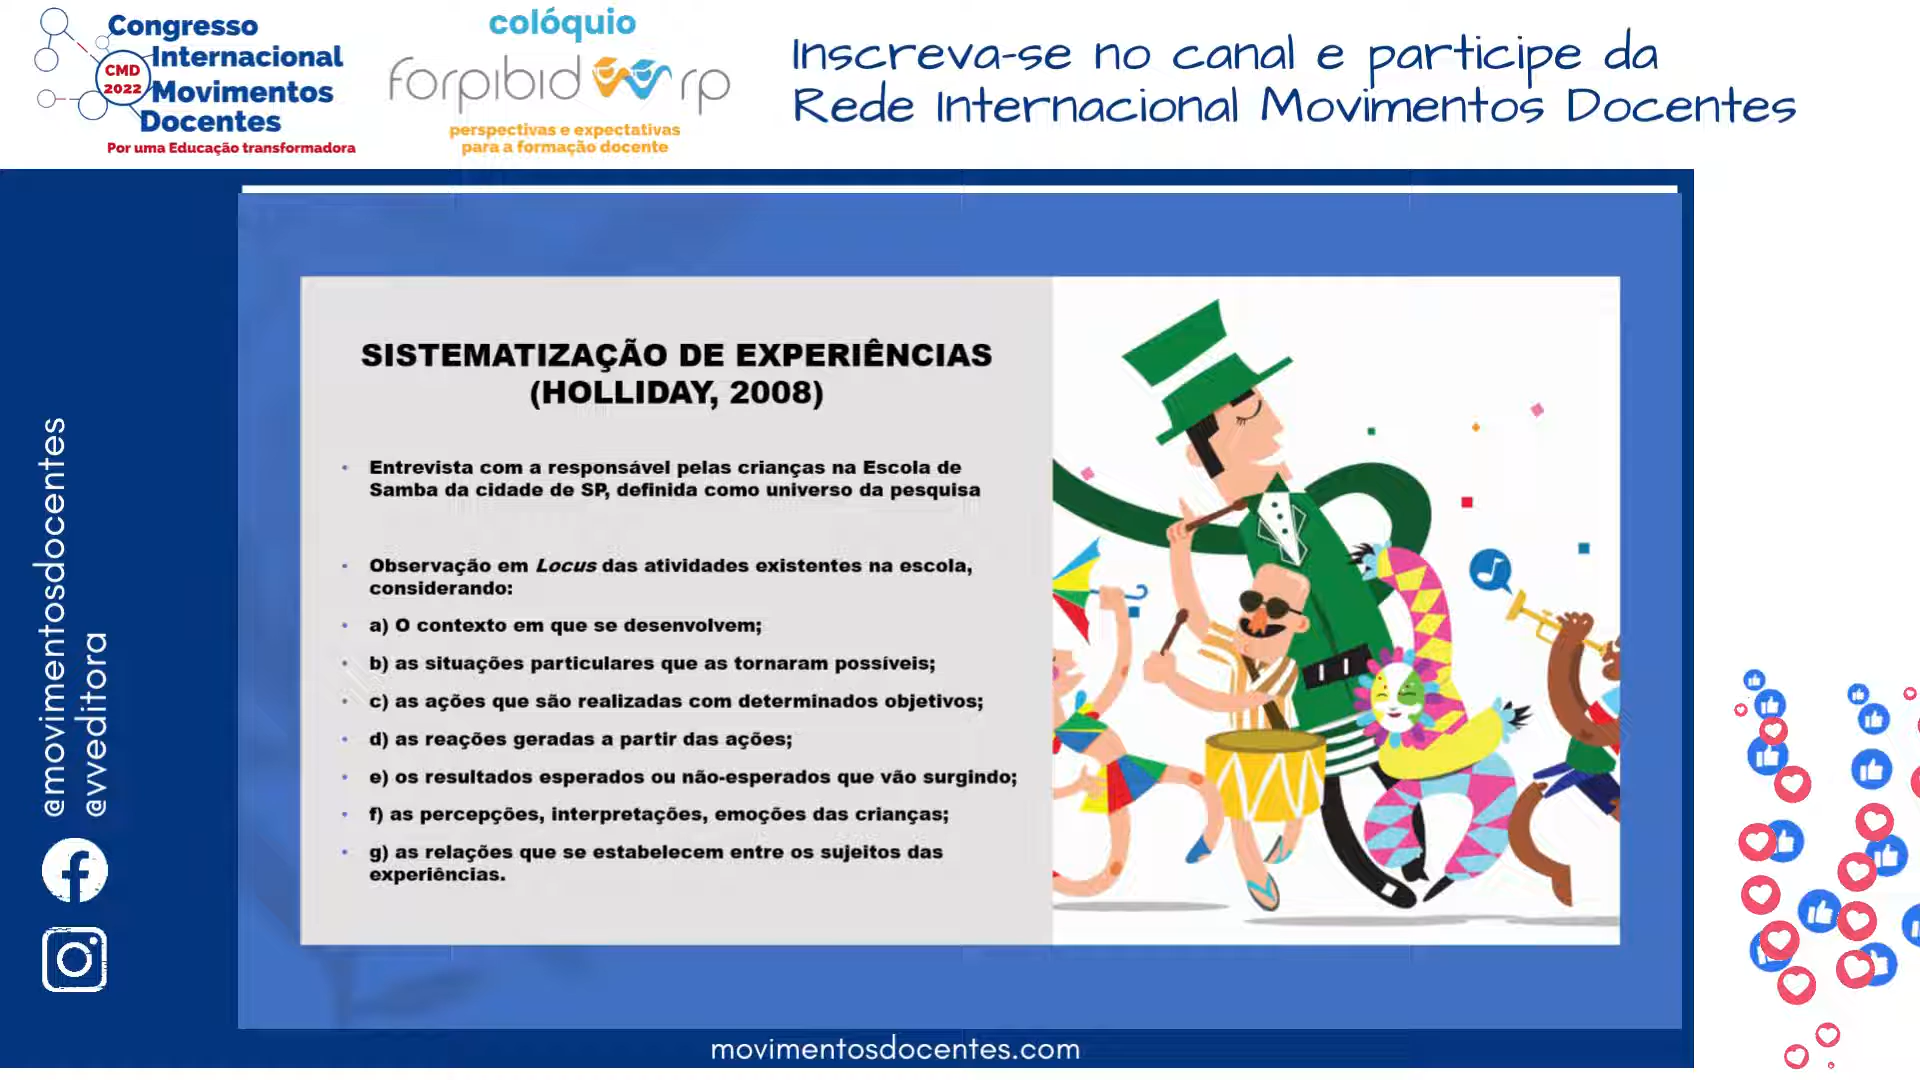 Congresso
Internacional
CMD
2022
Movimentos
Docentes
Por uma Educação transformadora
colóquio
forpibid rp
perspectivas e expectativas
para a formação docente
Inscreva-se no canal e participe da
Rede Internacional Movimentos Docentes
SISTEMATIZAÇÃO DE EXPERIÊNCIAS
(HOLLIDAY, 2008)
• Entrevista com a responsável pelas crianças na Escola de
Samba da cidade de SP, definida como universo da pesquisa
• Observação em Locus das atividades existentes na escola,
considerando:
• a) O contexto em que se desenvolvem;
• b) as situações particulares que as tornaram possíveis;
• c) as ações que são realizadas com determinados objetivos;
• d) as reações geradas a partir das ações;
• e) os resultados esperados ou não-esperados que vão surgindo;
• f) as percepções, interpretações, emoções das crianças;
• g) as relações que se estabelecem entre os sujeitos das
experiências.
@movimentosdocentes
@vveditora
movimentosdocentes.com